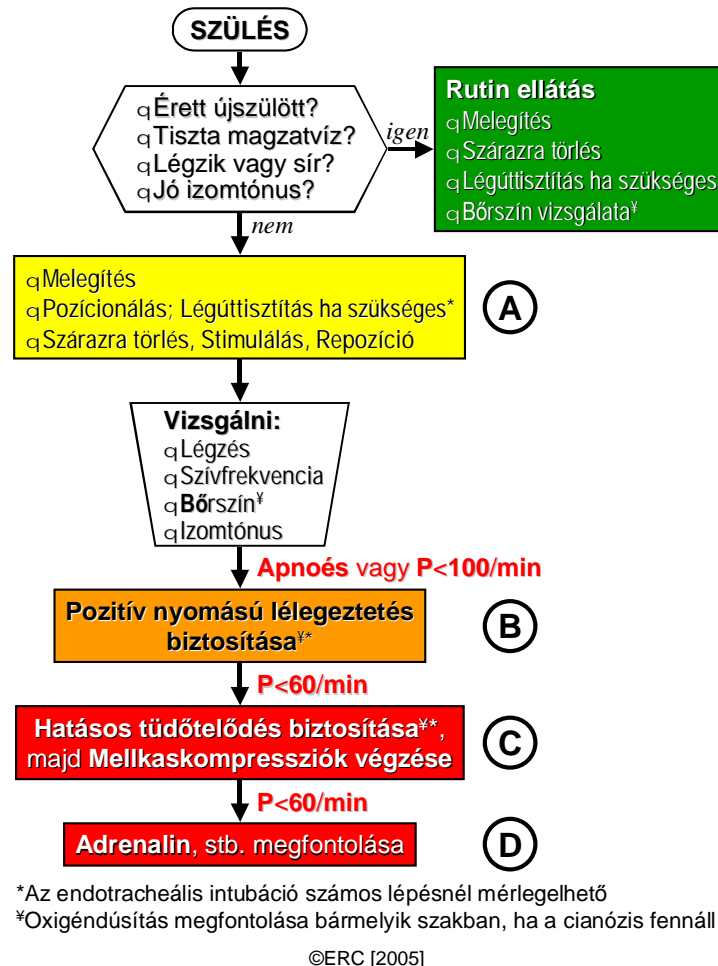 SZÜLÉS
qÉrett újszülött?
qTiszta magzatvíz?
qLégzik vagy sír?
qJó izomtónus?
igen
Rutin ellátás
qMelegítés
qSzárazra törlés
qLégúttisztítás ha szükséges
qBőrszín vizsgálata¥
nem
qMelegítés
qPozícionálás; Légúttisztítás ha szükséges*
qSzárazra törlés, Stimulálás, Repozíció
A
Vizsgálni:
qLégzés
qSzívfrekvencia
qBőrszín¥
qIzomtónus
Apnoés vagy P<100/min
Pozitív nyomású lélegeztetés
biztosítása¥*
B
P<60/min
Hatásos tüdőtelődés biztosítása¥*,
majd Mellkaskompressziók végzése
C
P<60/min
Adrenalin, stb. megfontolása
D
*Az endotracheális intubáció számos lépésnél mérlegelhető
¥Oxigéndúsítás megfontolása bármelyik szakban, ha a cianózis fennáll
©ERC [2005]